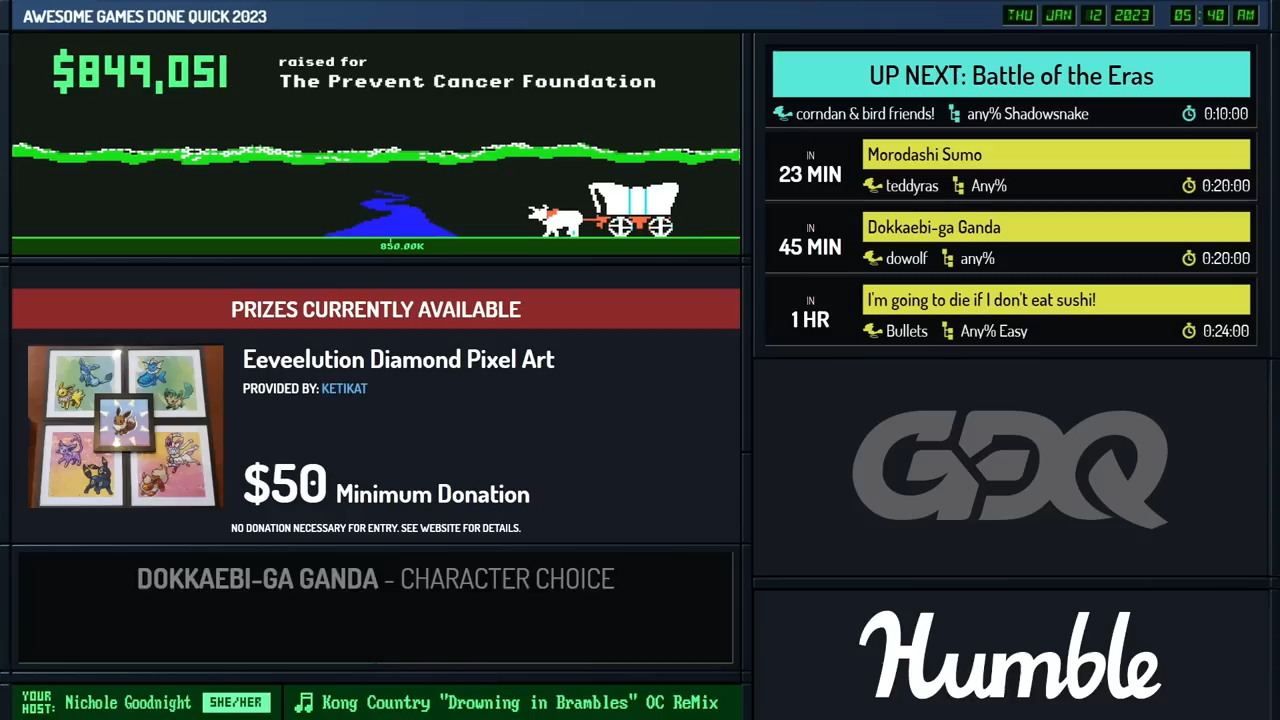 AWESOME GAMES DONE QUICK 2023
THU JAN 12 2023 05:40 AM
$849,051
raised for
The Prevent Cancer Foundation
850.00K
PRIZES CURRENTLY AVAILABLE
Eeveelution Diamond Pixel Art
PROVIDED BY: KETIKAT
$50 Minimum Donation
NO DONATION NECESSARY FOR ENTRY. SEE WEBSITE FOR DETAILS.
DOKKAEBI-GA GANDA - CHARACTER CHOICE
YOUR HOST: Nichole Goodnight SHE/HER
Kong Country "Drowning in Brambles" OC ReMix
UP NEXT: Battle of the Eras
corndan & bird friends! any% Shadowsnake 0:10:00
IN 23 MIN
Morodashi Sumo
teddyras Any% 0:20:00
IN 45 MIN
Dokkaebi-ga Ganda
dowolf any% 0:20:00
IN 1 HR
I'm going to die if I don't eat sushi!
Bullets Any% Easy 0:24:00
GDQ
Humble